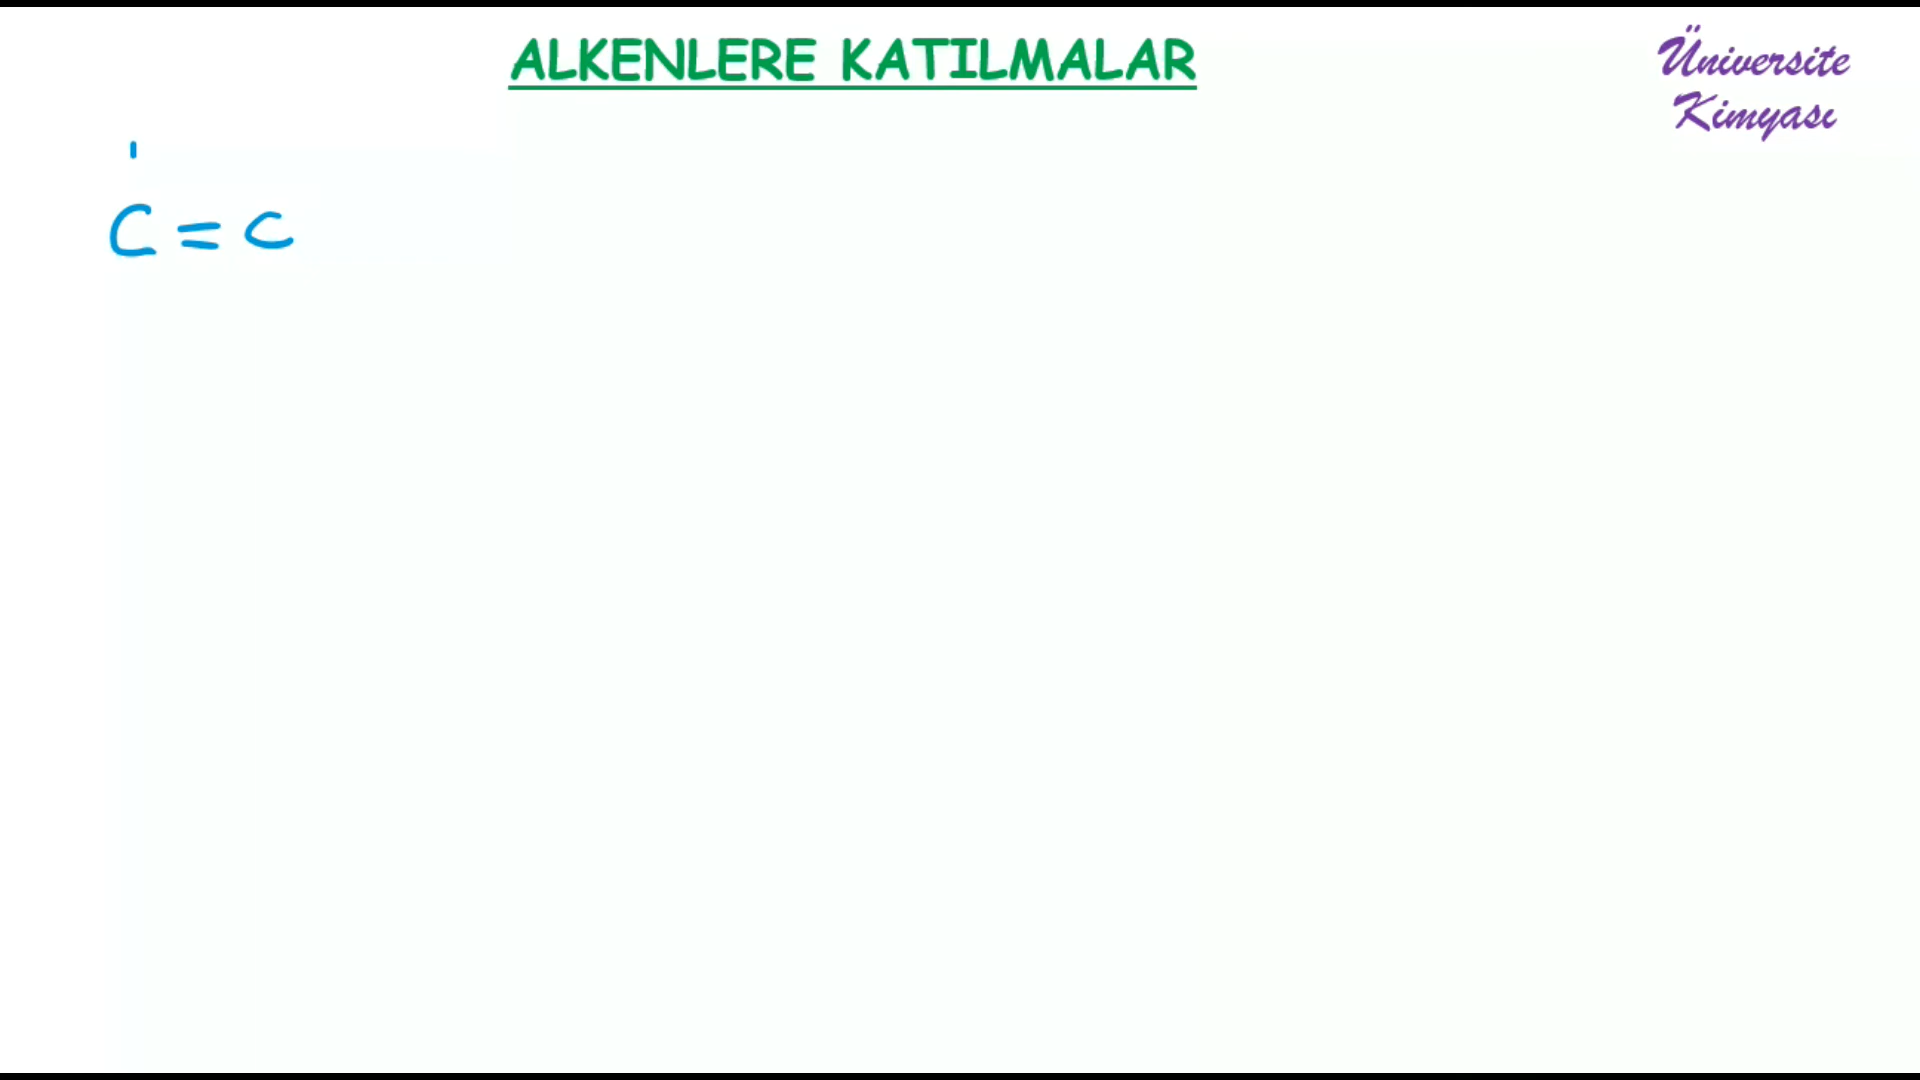 ALKENLERE KATILMALAR
Üniversite
Kimyası
C = C